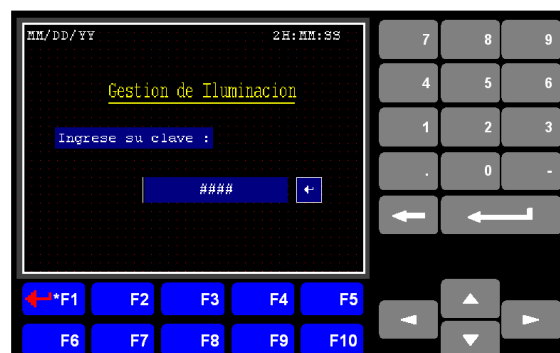 MM/DD/YY 2H:MM:SS
Gestion de Iluminacion
Ingrese su clave :
####
7 8 9
4 5 6
1 2 3
. 0 -
*F1 F2 F3 F4 F5
F6 F7 F8 F9 F10